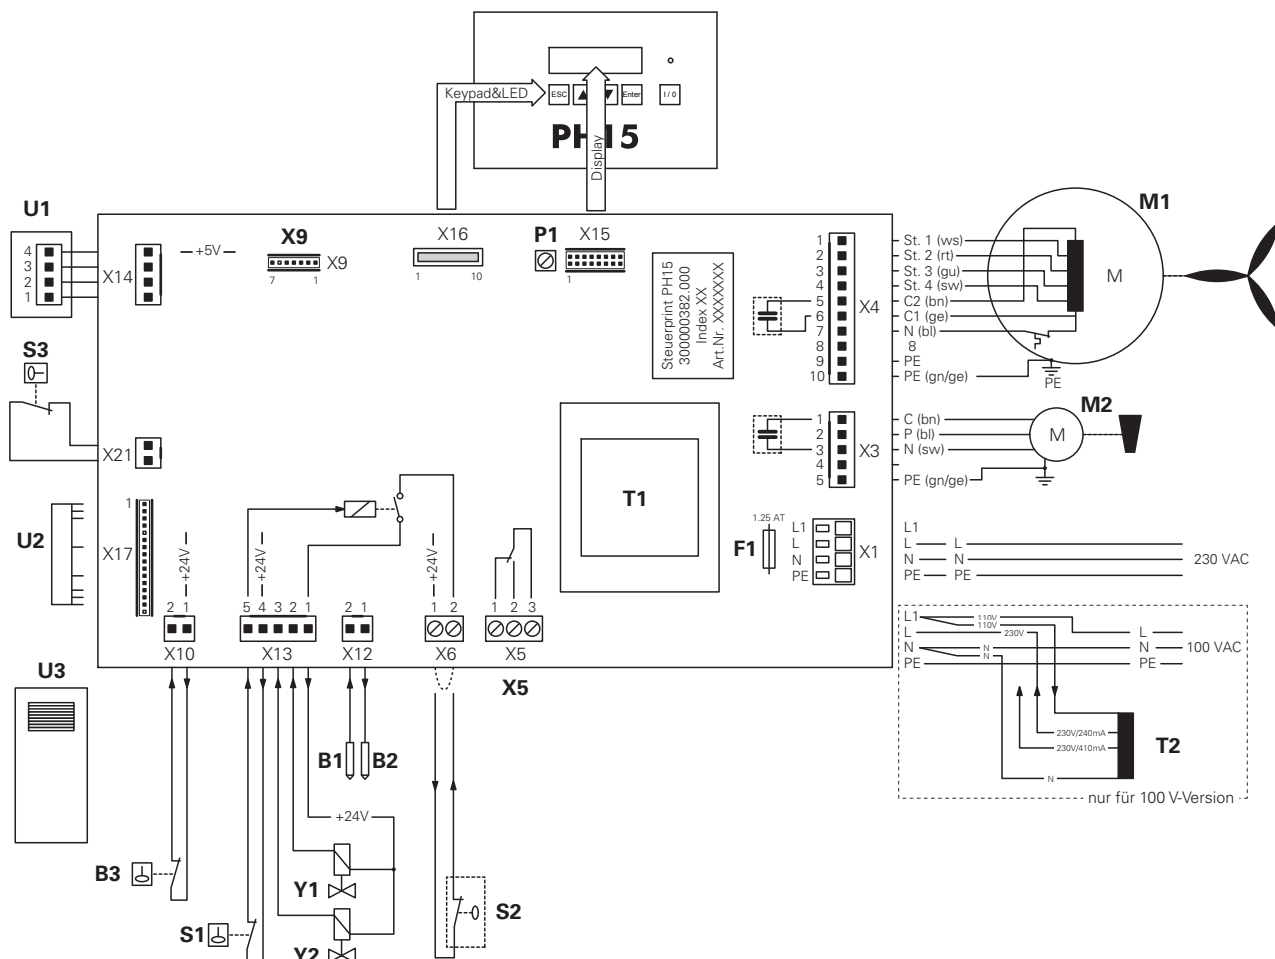 Keypad&LED
ESC
Enter
I / 0
PH15
Display
U1
4
3
2
1
X14
+5V
X9
X9
7
1
X16
1
10
P1
X15
1
Steuerprint PH15
300000382.000
Index XX
Art.Nr. XXXXXXX
1
2
3
4
5
6
7
8
9
10
X4
St. 1 (ws)
St. 2 (rt)
St. 3 (gu)
St. 4 (sw)
C2 (bn)
C1 (ge)
N (bl)
8
PE
PE (gn/ge)
M1
M
PE
S3
X21
1
2
3
4
5
X3
C (bn)
P (bl)
N (sw)
PE (gn/ge)
M2
M
U2
1
X17
+24V
2 1
X10
+24V
5 4 3 2 1
X13
2 1
X12
+24V
1 2
X6
1 2 3
X5
X5
T1
1.25 AT
F1
L1
L
N
PE
X1
L1
L L
N N
PE PE
230 VAC
L1
L
N
PE
110V
110V
230V
N
N
L
N
PE
100 VAC
230V/240mA
230V/410mA
N
T2
nur für 100 V-Version
U3
B1
B2
+24V
B3
Y1
S1
Y2
S2